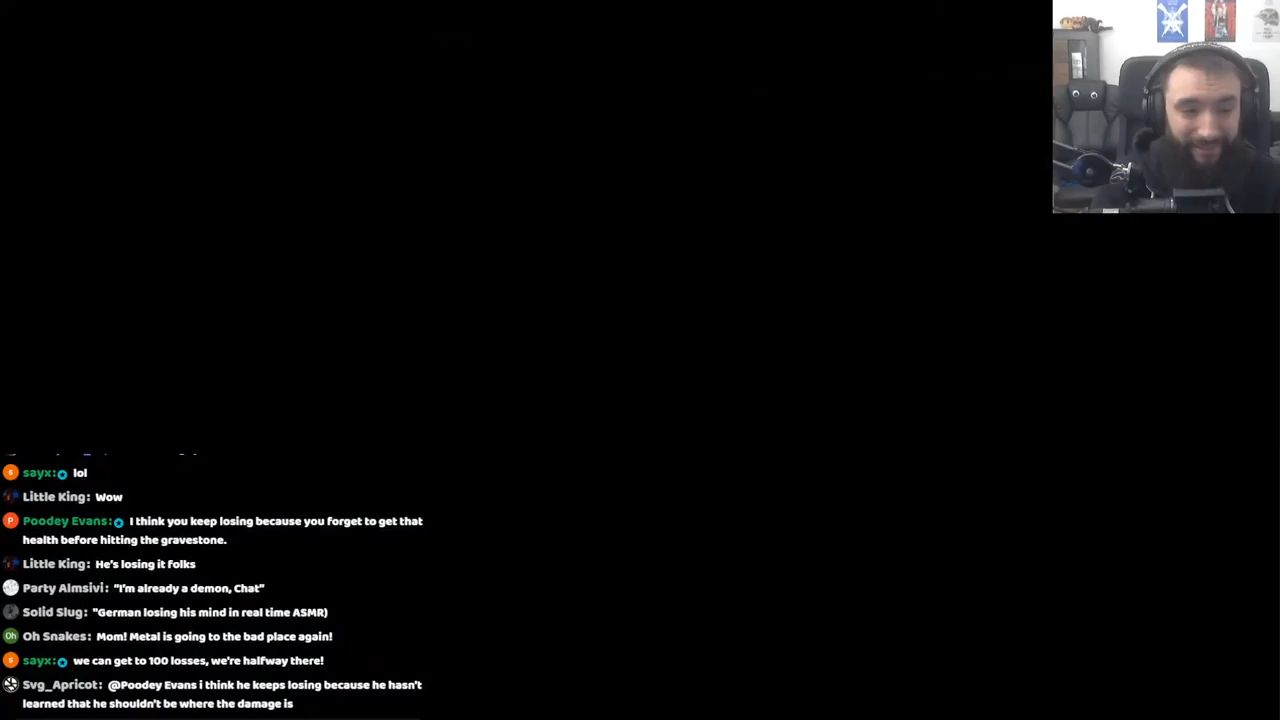 sayx: lol
Little King: Wow
Poodey Evans: I think you keep losing because you forget to get that
health before hitting the gravestone.
Little King: He's losing it folks
Party Almsivi: "I'm already a demon, Chat"
Solid Slug: "German losing his mind in real time ASMR)
Oh Snakes: Mom! Metal is going to the bad place again!
sayx: we can get to 100 losses, we're halfway there!
Svg_Apricot: @Poodey Evans i think he keeps losing because he hasn't
learned that he shouldn't be where the damage is